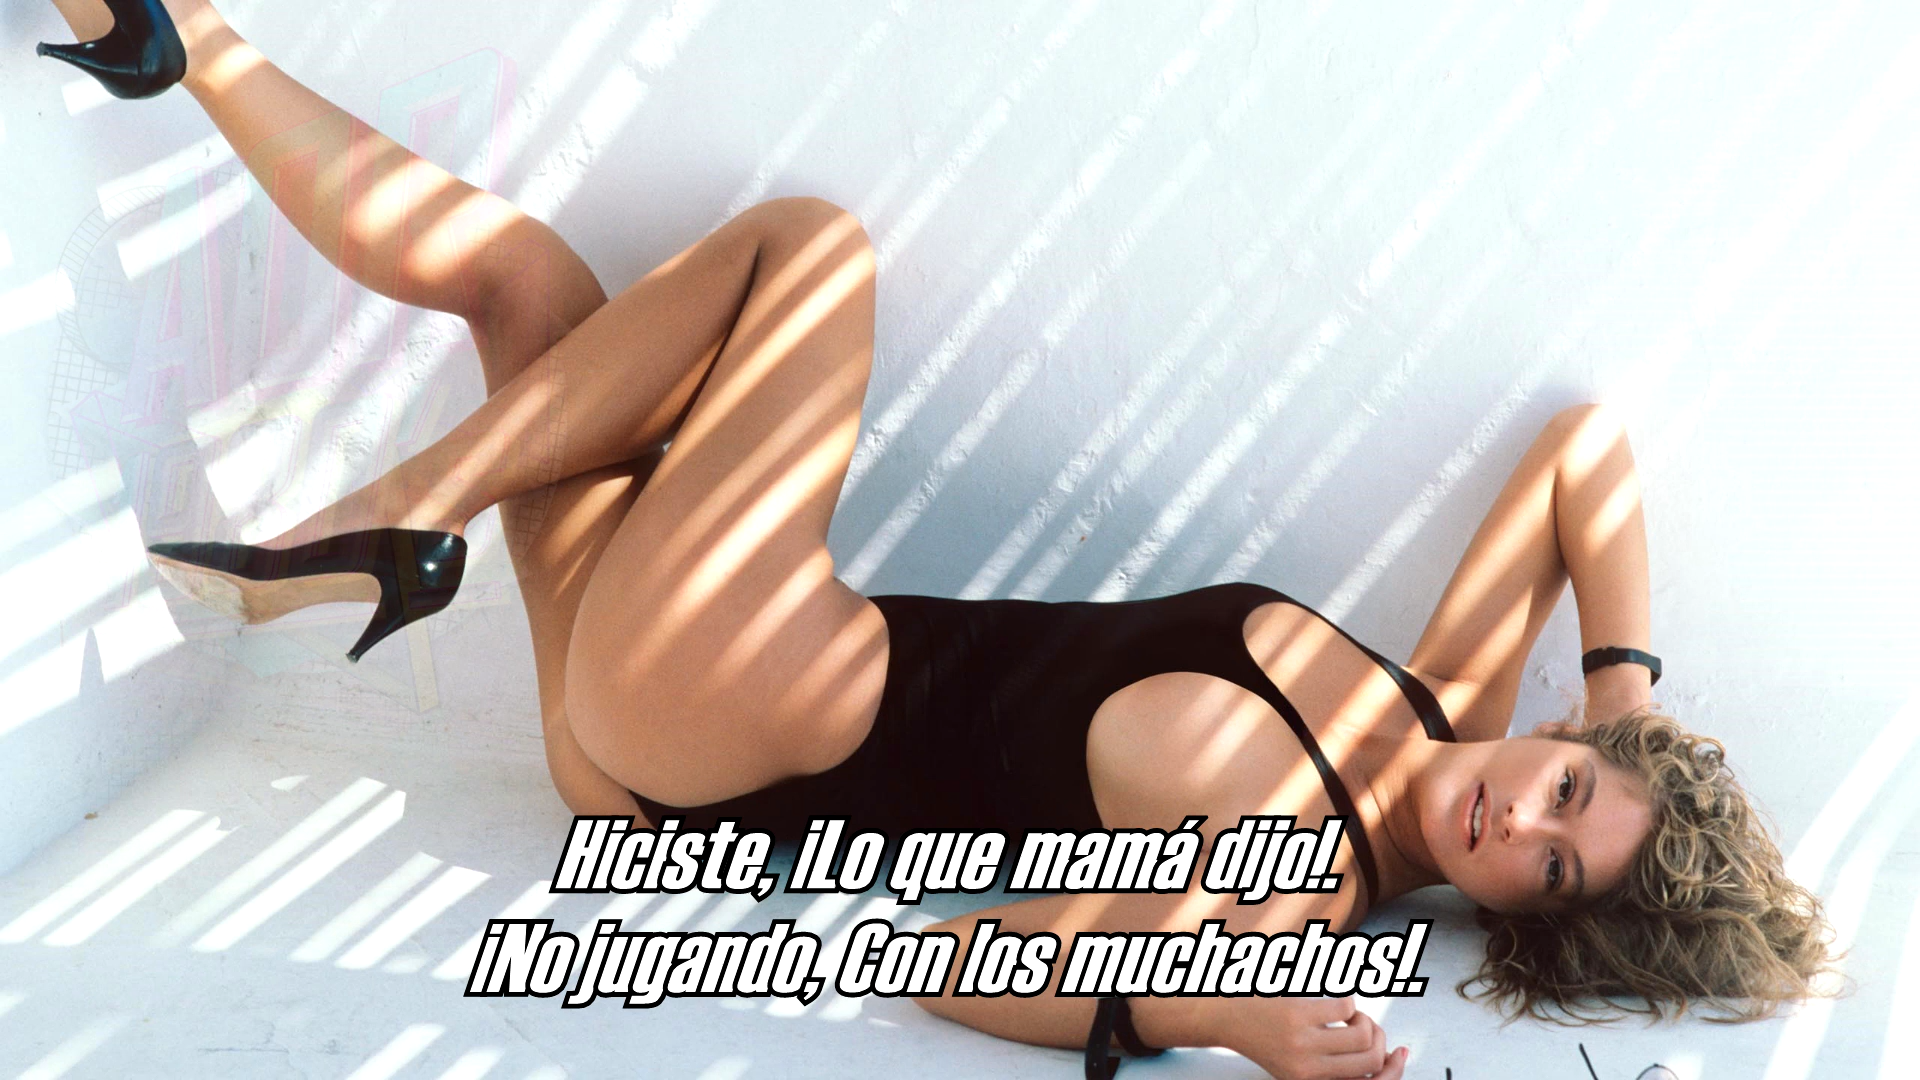 Hiciste, ¡Lo que mamá dijo!.
¡No jugando, Con los muchachos!.